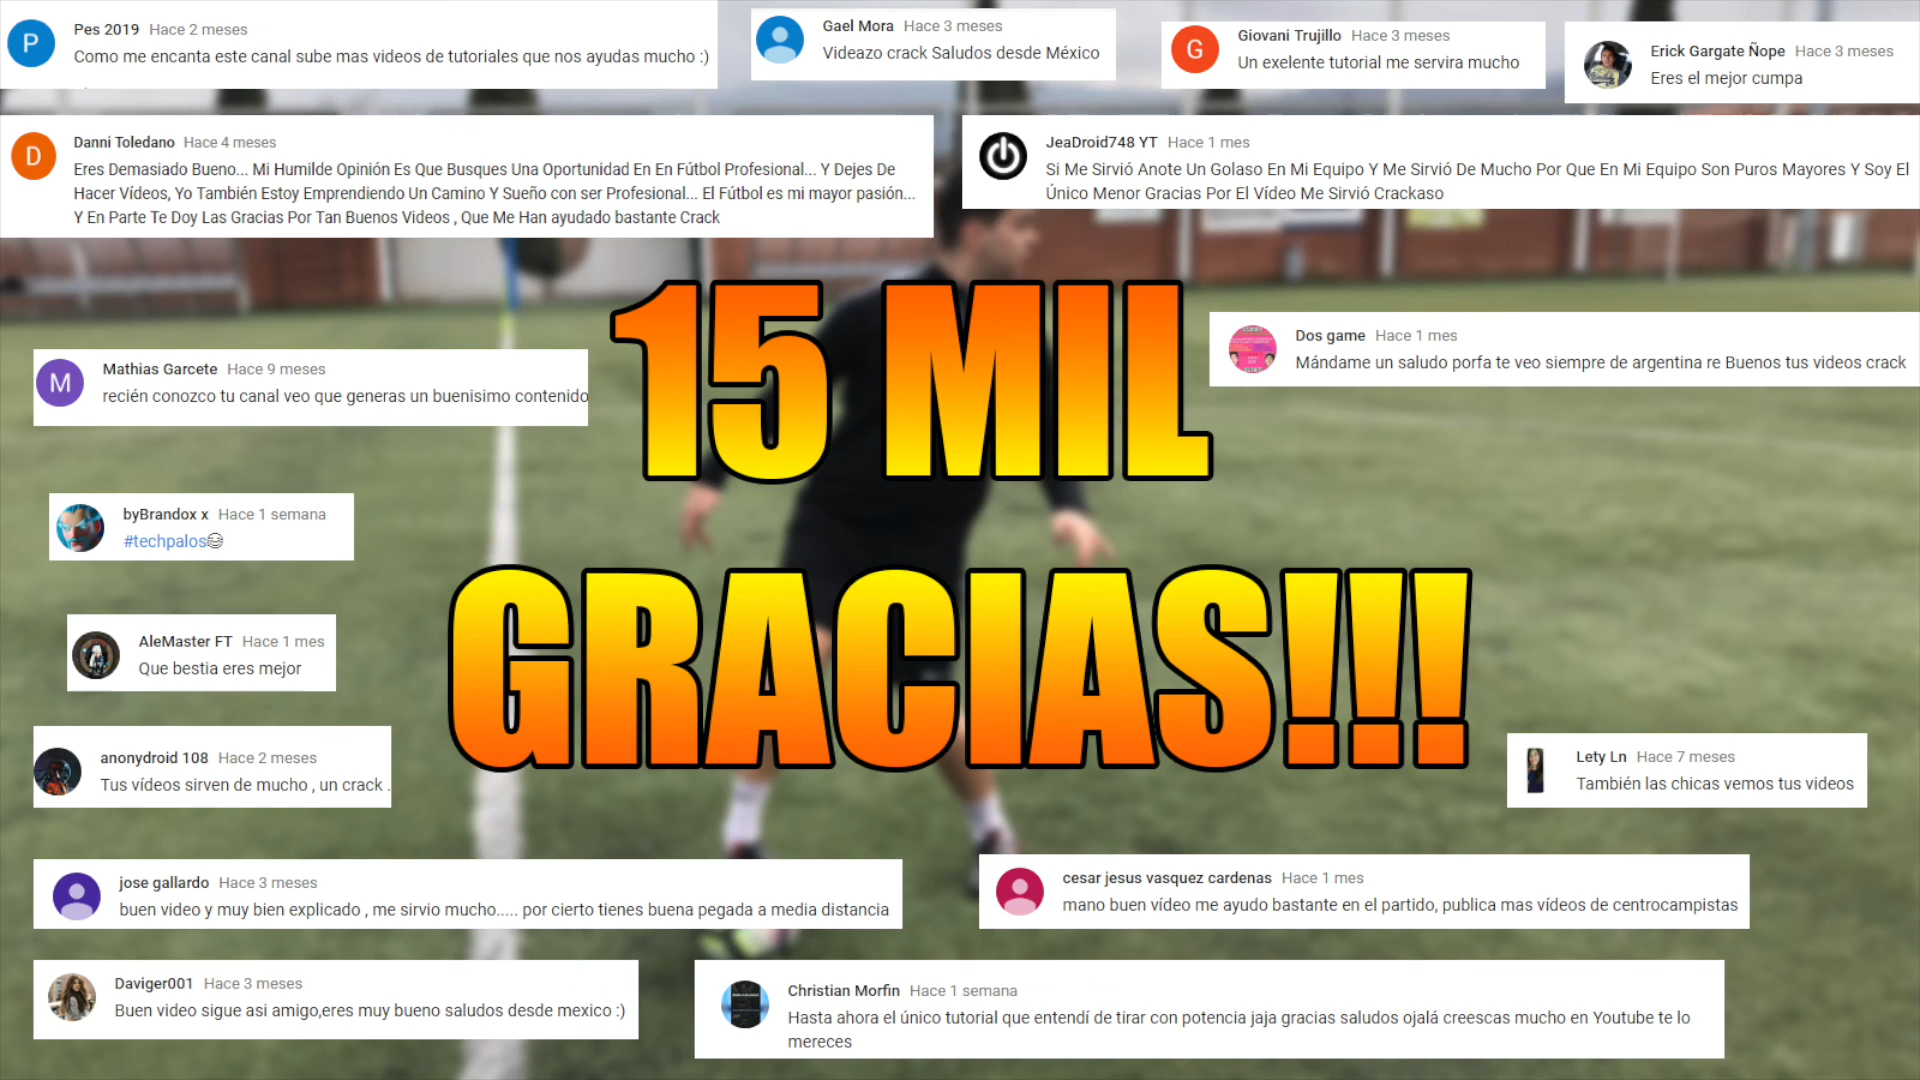 Pes 2019 Hace 2 meses
Como me encanta este canal sube mas videos de tutoriales que nos ayudas mucho :)
Gael Mora Hace 3 meses
Videazo crack Saludos desde México
Giovani Trujillo Hace 3 meses
Un exelente tutorial me servira mucho
Erick Gargate Ñope Hace 3 meses
Eres el mejor cumpa
Danni Toledano Hace 4 meses
Eres Demasiado Bueno... Mi Humilde Opinión Es Que Busques Una Oportunidad En En Fútbol Profesional... Y Dejes De
Hacer Vídeos, Yo También Estoy Emprendiendo Un Camino Y Sueño con ser Profesional... El Fútbol es mi mayor pasión...
Y En Parte Te Doy Las Gracias Por Tan Buenos Videos , Que Me Han ayudado bastante Crack
JeaDroid748 YT Hace 1 mes
Si Me Sirvió Anote Un Golaso En Mi Equipo Y Me Sirvió De Mucho Por Que En Mi Equipo Son Puros Mayores Y Soy El
Único Menor Gracias Por El Vídeo Me Sirvió Crackaso
15 MIL
Dos game Hace 1 mes
Mándame un saludo porfa te veo siempre de argentina re Buenos tus videos crack
Mathias Garcete Hace 9 meses
recién conozco tu canal veo que generas un buenisimo contenido
byBrandox x Hace 1 semana
#techpalos😂
GRACIAS!!!
AleMaster FT Hace 1 mes
Que bestia eres mejor
anonydroid 108 Hace 2 meses
Tus vídeos sirven de mucho , un crack .
Lety Ln Hace 7 meses
También las chicas vemos tus videos
jose gallardo Hace 3 meses
buen video y muy bien explicado , me sirvio mucho..... por cierto tienes buena pegada a media distancia
cesar jesus vasquez cardenas Hace 1 mes
mano buen vídeo me ayudo bastante en el partido, publica mas vídeos de centrocampistas
Daviger001 Hace 3 meses
Buen video sigue asi amigo,eres muy bueno saludos desde mexico :)
Christian Morfin Hace 1 semana
Hasta ahora el único tutorial que entendí de tirar con potencia jaja gracias saludos ojalá creescas mucho en Youtube te lo
mereces
P
G
D
M